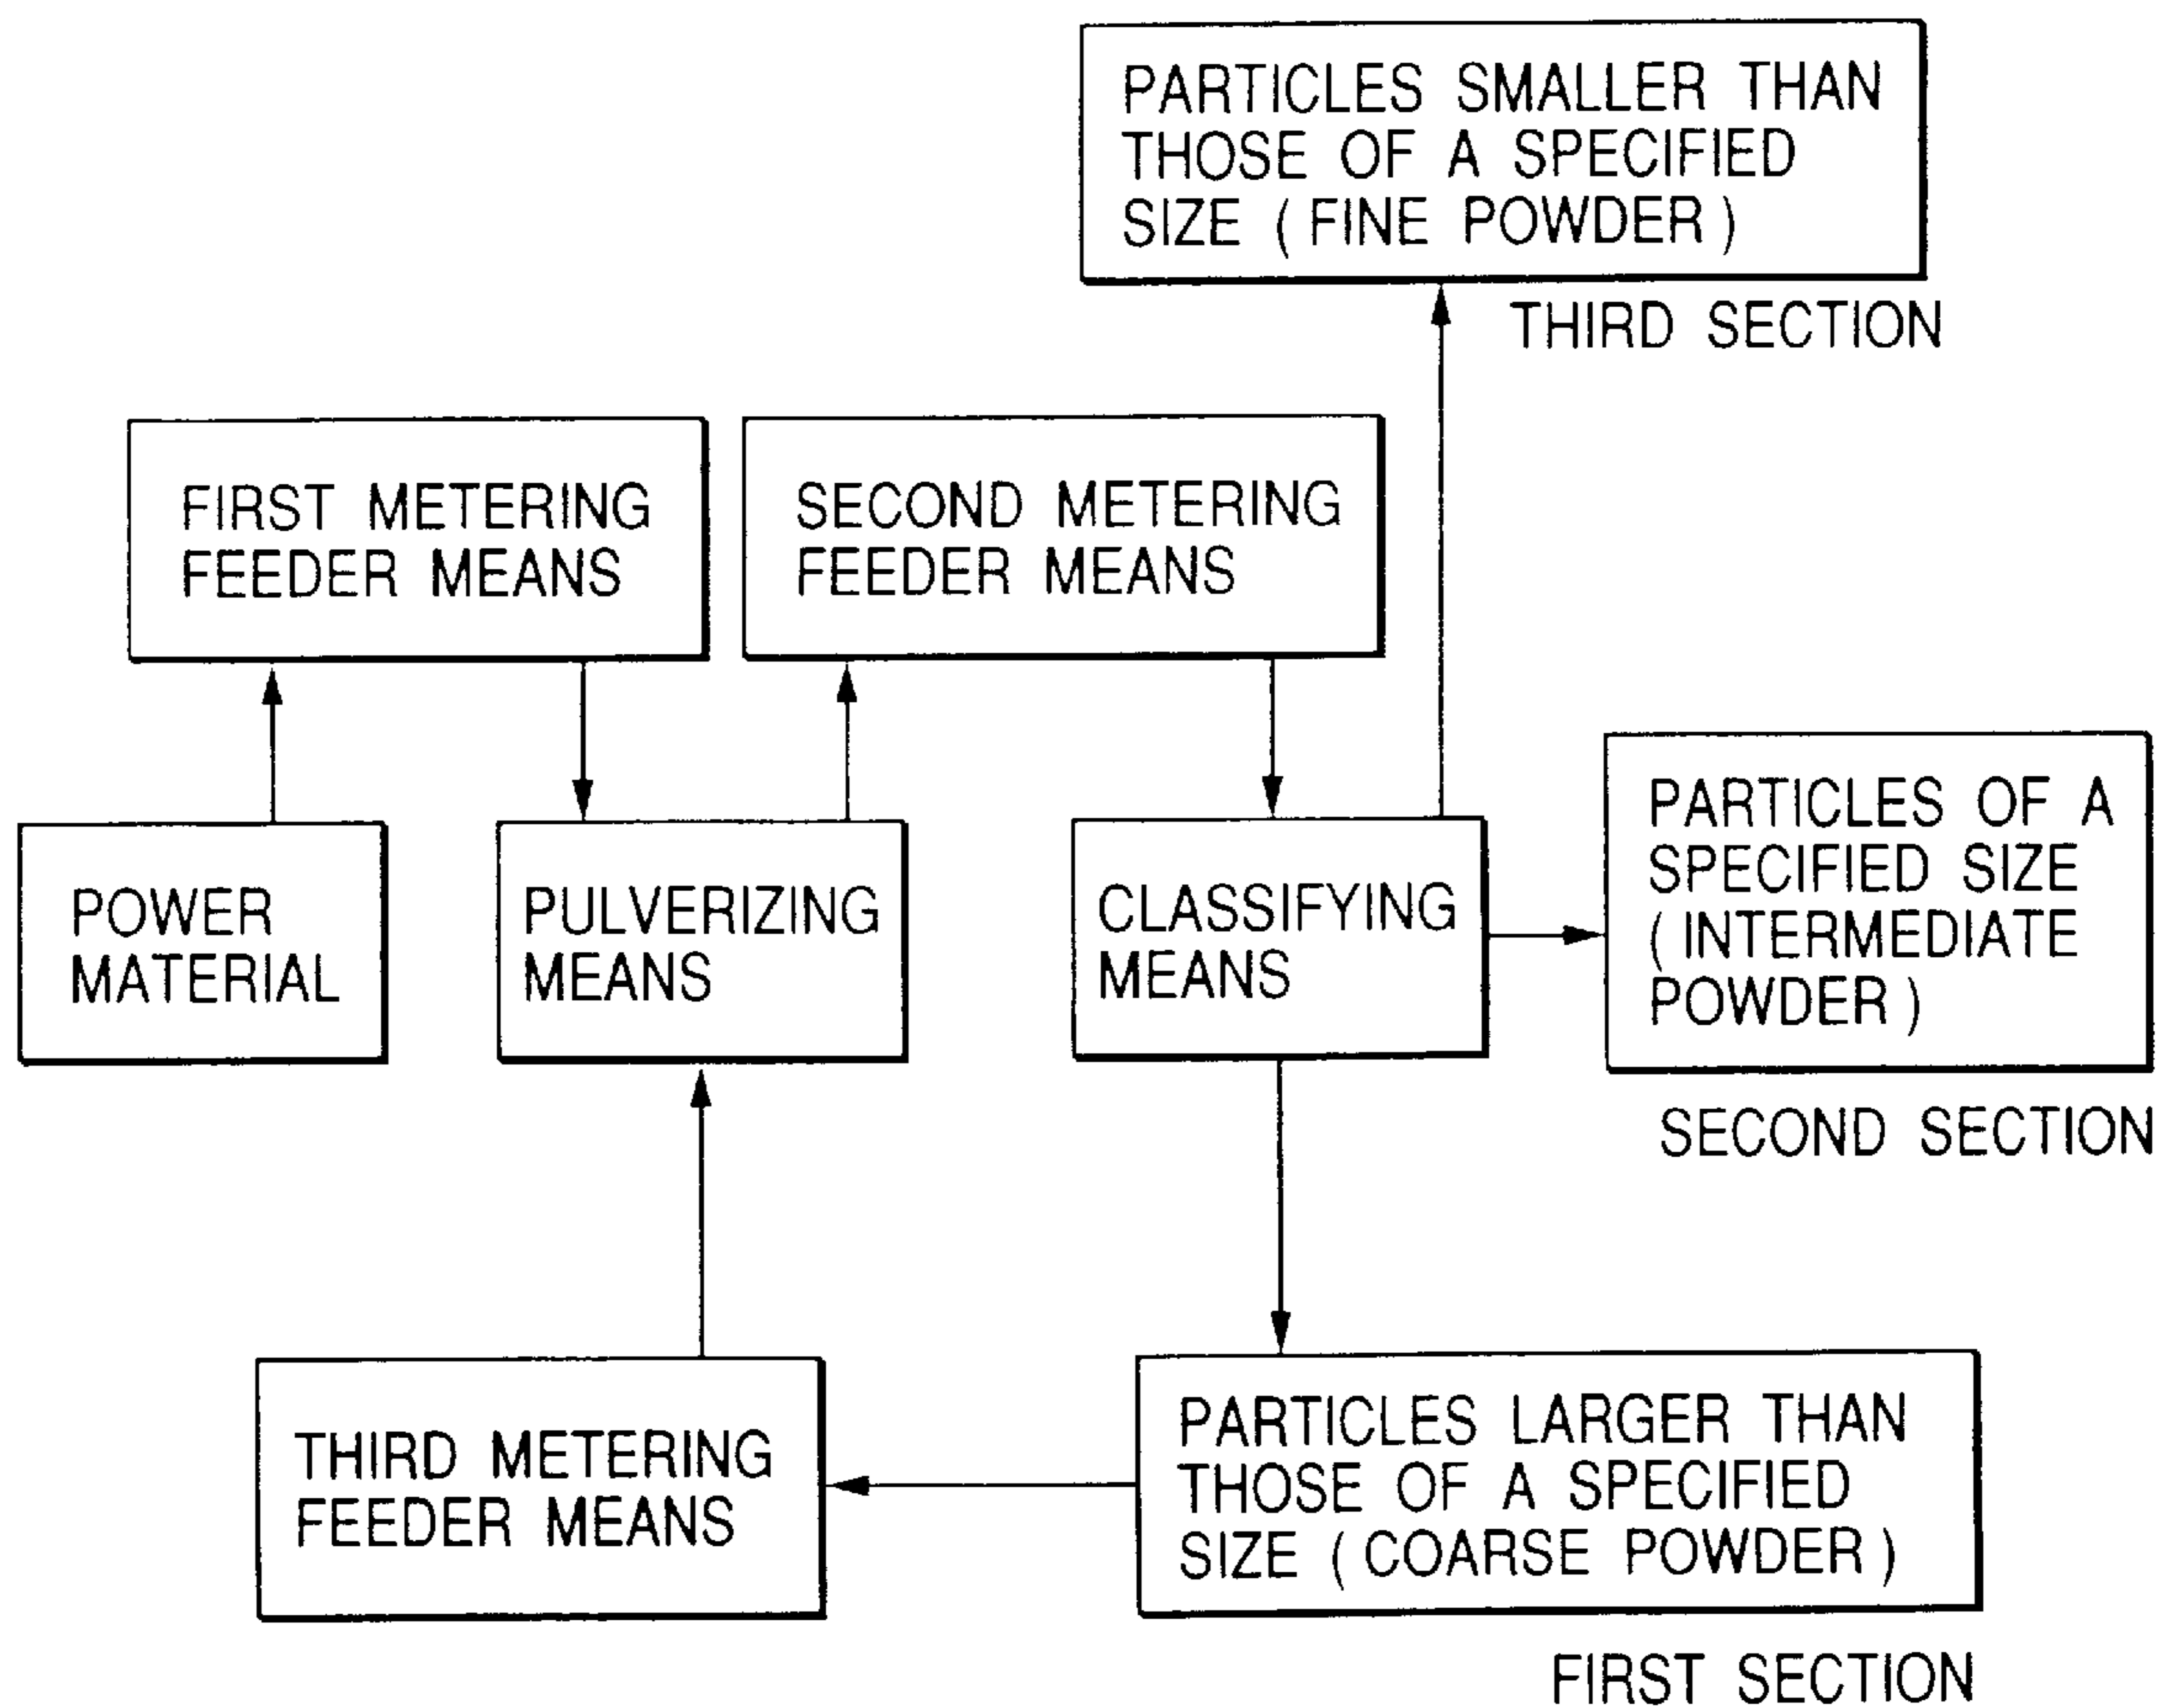 PARTICLES SMALLER THAN
THOSE OF A SPECIFIED
SIZE ( FINE POWDER )
THIRD SECTION
FIRST METERING
FEEDER MEANS
SECOND METERING
FEEDER MEANS
POWER
MATERIAL
PULVERIZING
MEANS
CLASSIFYING
MEANS
PARTICLES OF A
SPECIFIED SIZE
( INTERMEDIATE
POWDER )
SECOND SECTION
THIRD METERING
FEEDER MEANS
PARTICLES LARGER THAN
THOSE OF A SPECIFIED
SIZE ( COARSE POWDER )
FIRST SECTION